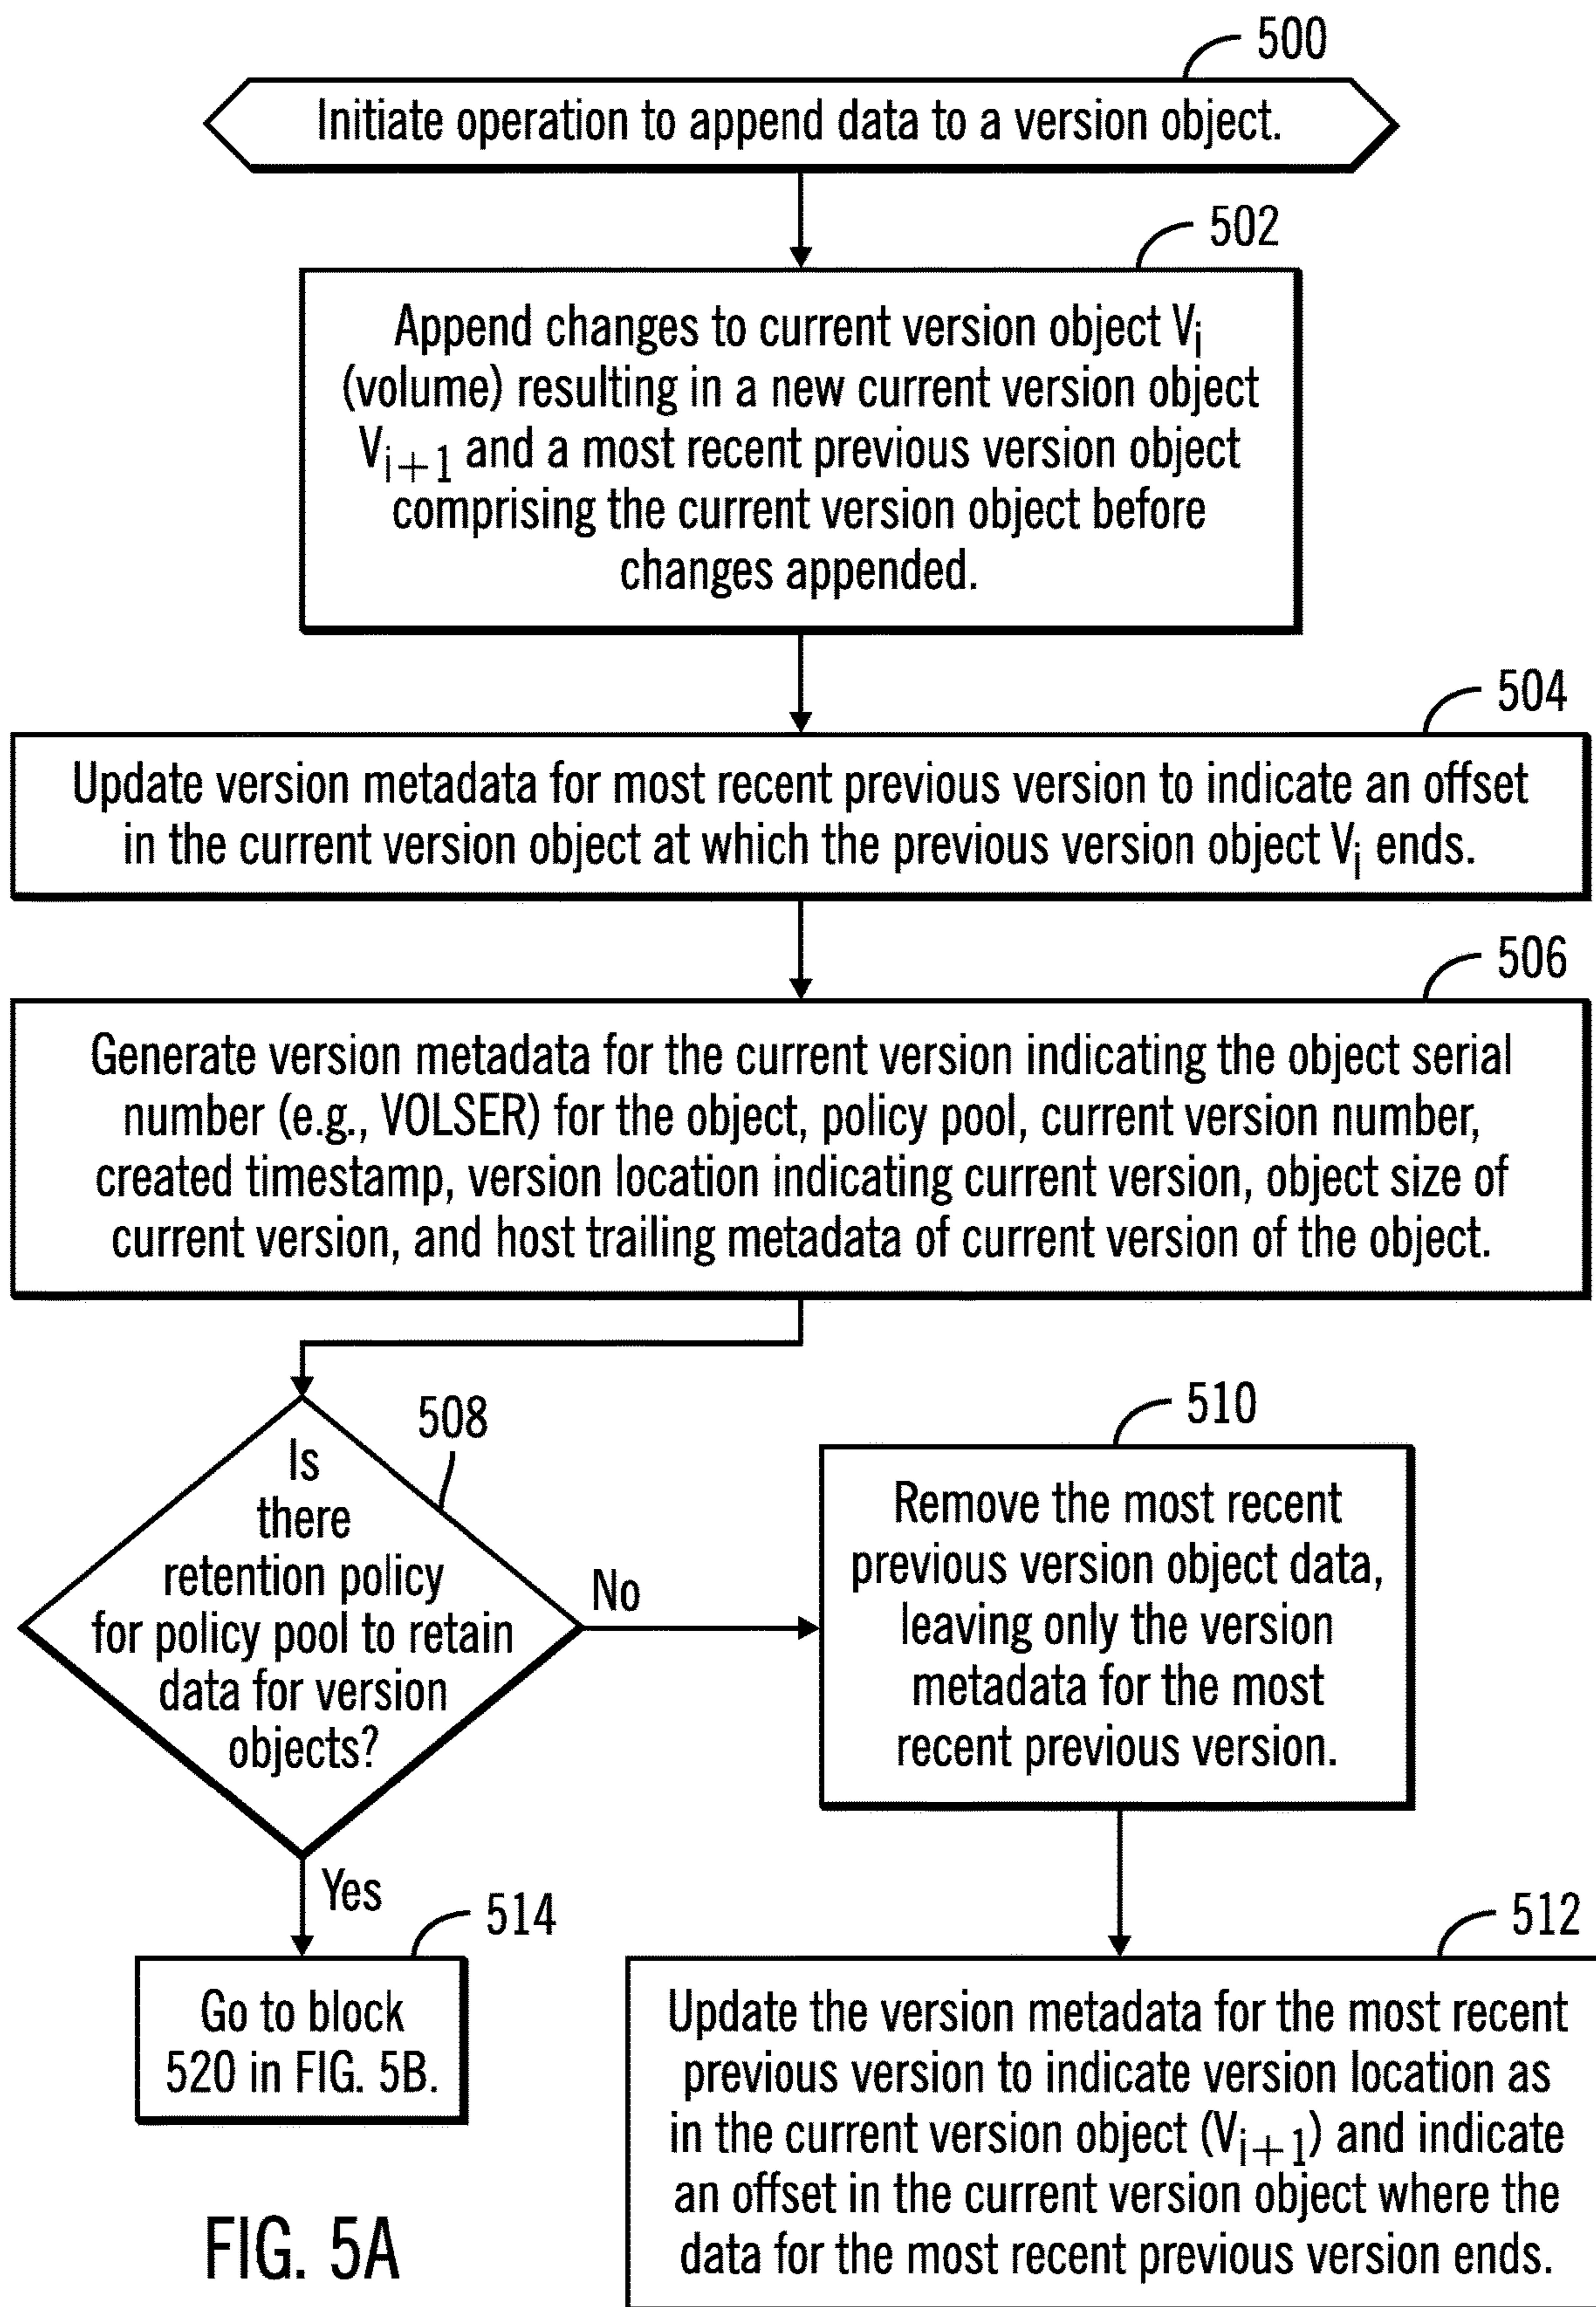 500
Initiate operation to append data to a version object.
502
Append changes to current version object Vi
(volume) resulting in a new current version object
Vi+1 and a most recent previous version object
comprising the current version object before
changes appended.
504
Update version metadata for most recent previous version to indicate an offset
in the current version object at which the previous version object Vi ends.
506
Generate version metadata for the current version indicating the object serial
number (e.g., VOLSER) for the object, policy pool, current version number,
created timestamp, version location indicating current version, object size of
current version, and host trailing metadata of current version of the object.
508
Is
there
retention policy
for policy pool to retain
data for version
objects?
No
510
Remove the most recent
previous version object data,
leaving only the version
metadata for the most
recent previous version.
Yes
514
Go to block
520 in FIG. 5B.
512
Update the version metadata for the most recent
previous version to indicate version location as
in the current version object (Vi+1) and indicate
an offset in the current version object where the
data for the most recent previous version ends.
FIG. 5A